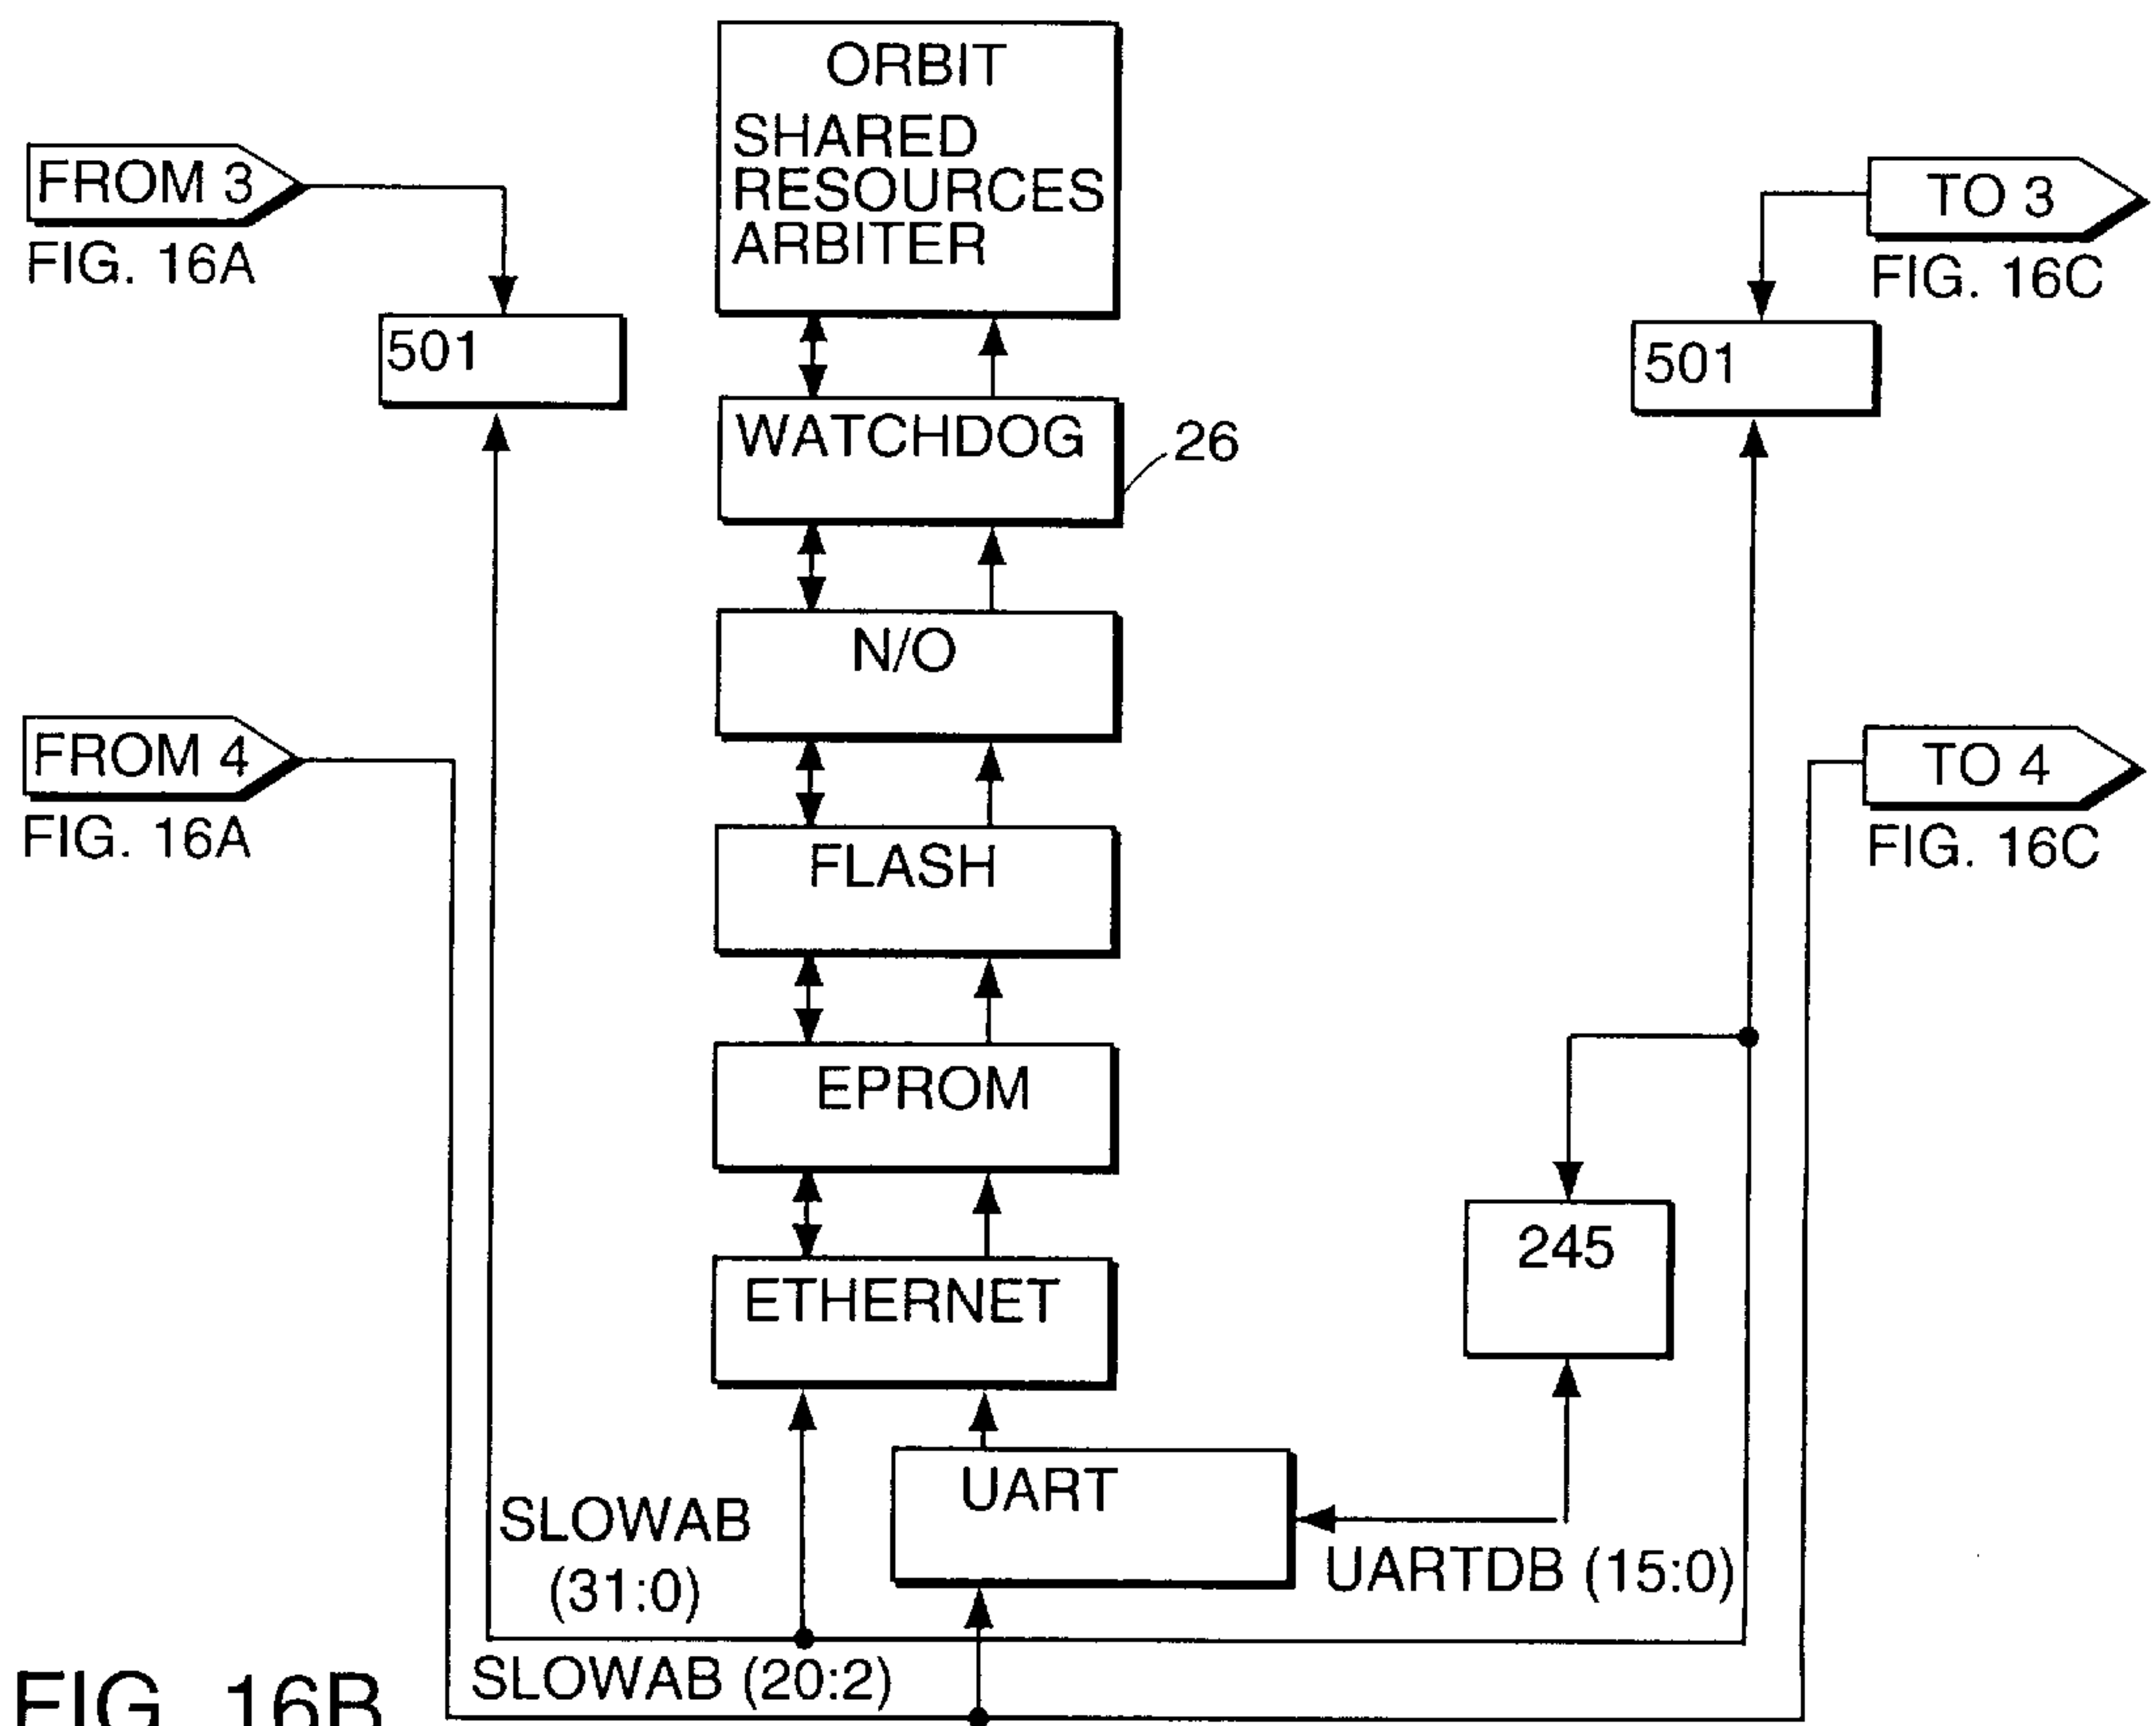 ORBIT
SHARED
RESOURCES
ARBITER
FROM 3
FIG. 16A
TO 3
FIG. 16C
501
501
WATCHDOG
26
N/O
FROM 4
FIG. 16A
TO 4
FIG. 16C
FLASH
EPROM
245
ETHERNET
UART
SLOWAB
(31:0)
UARTDB (15:0)
SLOWAB (20:2)
FIG. 16B